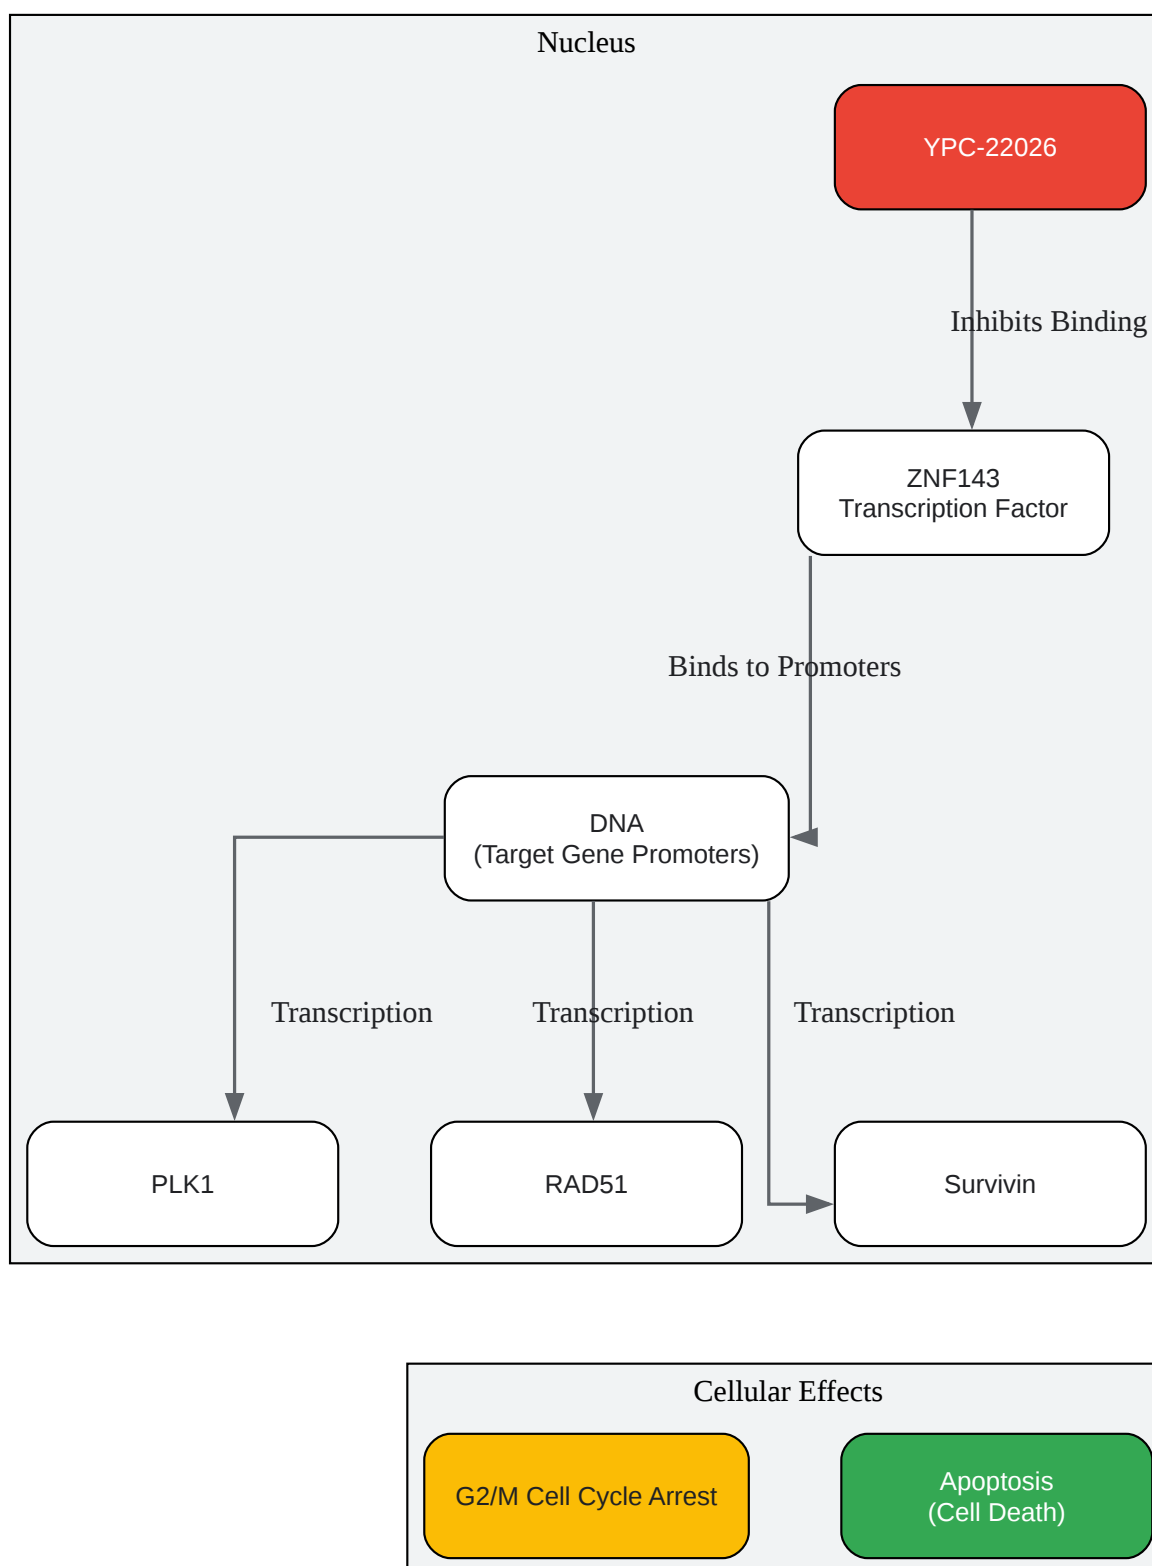 Nucleus
YPC-22026
Inhibits Binding
ZNF143
Transcription Factor
Binds to Promoters
DNA
(Target Gene Promoters)
Transcription
Transcription
Transcription
PLK1
RAD51
Survivin
Cellular Effects
G2/M Cell Cycle Arrest
Apoptosis
(Cell Death)